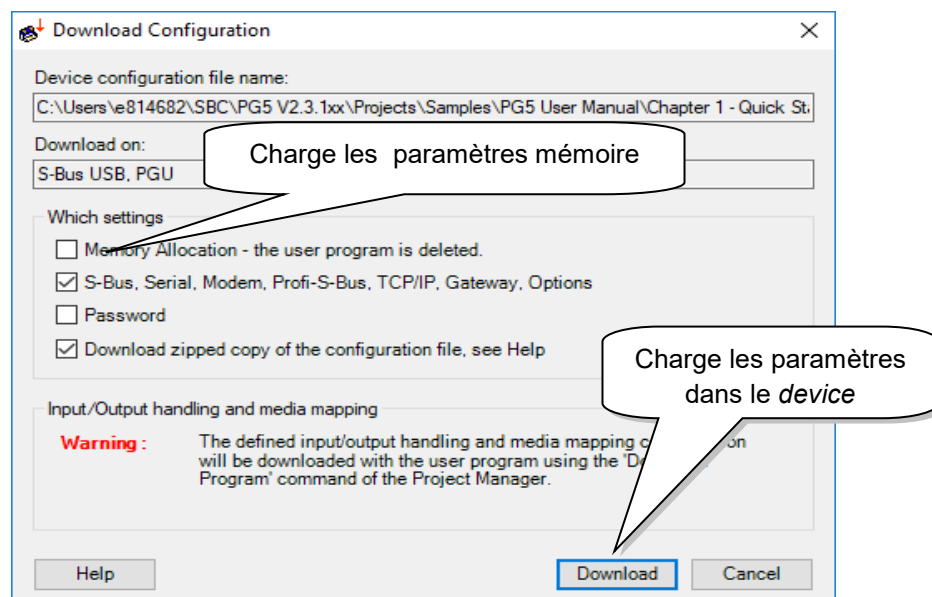 Download Configuration
Device configuration file name:
C:\Users\e814682\SBC\PG5 V2.3.1xx\Projects\Samples\PG5 User Manual\Chapter 1 - Quick
Download on:
Charge les paramètres mémoire
S-Bus USB, PGU
Which settings
Memory Allocation - the user program is deleted.
S-Bus, Serial, Modem, Profi-S-Bus, TCP/IP, Gateway, Options
Password
Download zipped copy of the configuration file, see Help
Charge les paramètres
dans le device
Input/Output handling and media mapping
Warning : The defined input/output handling and media mapping
will be downloaded with the user program using the
Program' command of the Project Manager.
Help Download Cancel